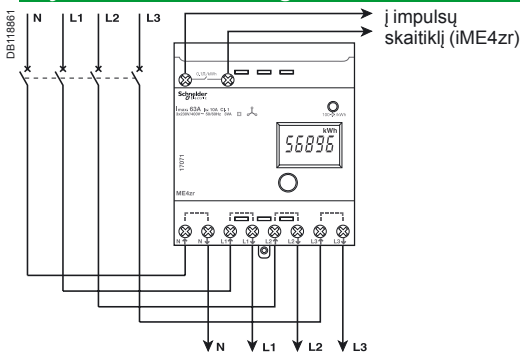 DB118861
N L1 L2 L3
į impulsų
skaitiklį (iME4zr)
Schneider
Electric
kWh
56896
17071
ME4zr
N N L1 L1 L2 L2 L3 L3
N L1 L2 L3